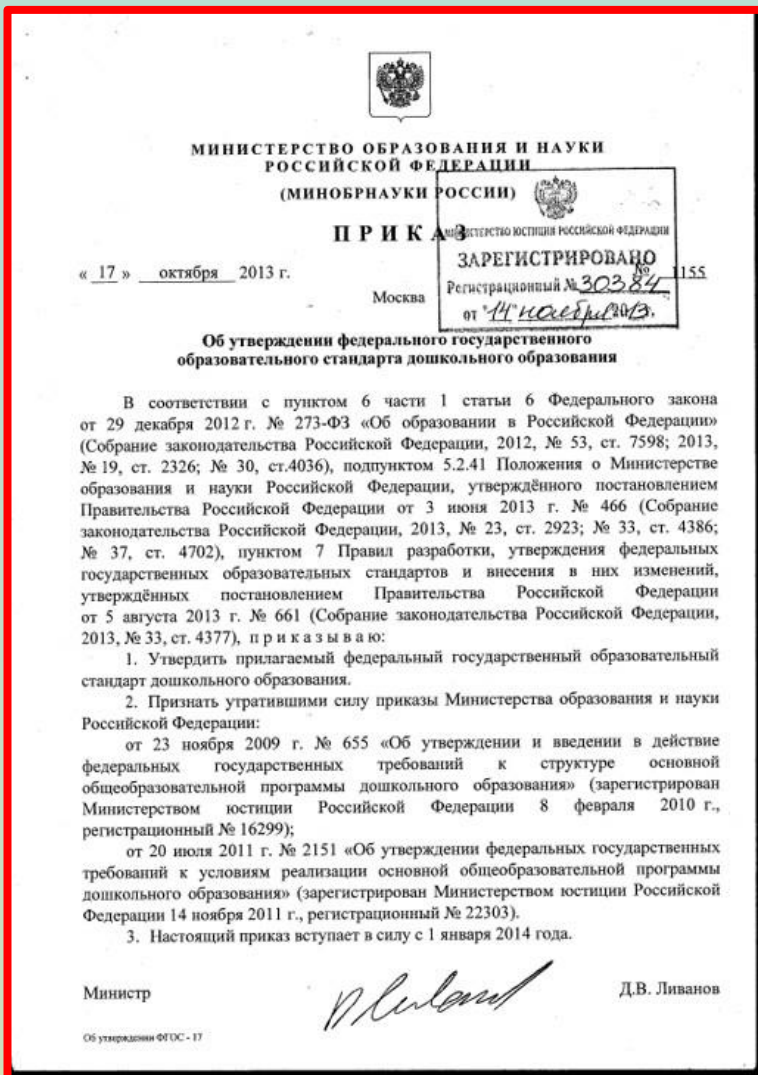 МИНИСТЕРСТВО ОБРАЗОВАНИЯ И НАУКИ
РОССИЙСКОЙ ФЕДЕРАЦИИ
(МИНОБРНАУКИ РОССИИ)
ПРИКАЗ
МИНИСТЕРСТВО ЮСТИЦИИ РОССИЙСКОЙ ФЕДЕРАЦИИ
ЗАРЕГИСТРИРОВАНО
Регистрационный № 30384
от "14" ноября 2013.
« 17 » октября 2013 г.
№ 1155
Москва
Об утверждении федерального государственного
образовательного стандарта дошкольного образования
В соответствии с пунктом 6 части 1 статьи 6 Федерального закона
от 29 декабря 2012 г. № 273-ФЗ «Об образовании в Российской Федерации»
(Собрание законодательства Российской Федерации, 2012, № 53, ст. 7598; 2013,
№ 19, ст. 2326; № 30, ст.4036), подпунктом 5.2.41 Положения о Министерстве
образования и науки Российской Федерации, утверждённого постановлением
Правительства Российской Федерации от 3 июня 2013 г. № 466 (Собрание
законодательства Российской Федерации, 2013, № 23, ст. 2923; № 33, ст. 4386;
№ 37, ст. 4702), пунктом 7 Правил разработки, утверждения федеральных
государственных образовательных стандартов и внесения в них изменений,
утверждённых постановлением Правительства Российской Федерации
от 5 августа 2013 г. № 661 (Собрание законодательства Российской Федерации,
2013, № 33, ст. 4377), п р и к а з ы в а ю:
1. Утвердить прилагаемый федеральный государственный образовательный
стандарт дошкольного образования.
2. Признать утратившими силу приказы Министерства образования и науки
Российской Федерации:
от 23 ноября 2009 г. № 655 «Об утверждении и введении в действие
федеральных государственных требований к структуре основной
общеобразовательной программы дошкольного образования» (зарегистрирован
Министерством юстиции Российской Федерации 8 февраля 2010 г.,
регистрационный № 16299);
от 20 июля 2011 г. № 2151 «Об утверждении федеральных государственных
требований к условиям реализации основной общеобразовательной программы
дошкольного образования» (зарегистрирован Министерством юстиции Российской
Федерации 14 ноября 2011 г., регистрационный № 22303).
3. Настоящий приказ вступает в силу с 1 января 2014 года.
Министр
Д.В. Ливанов
Об утверждении ФГОС - 17